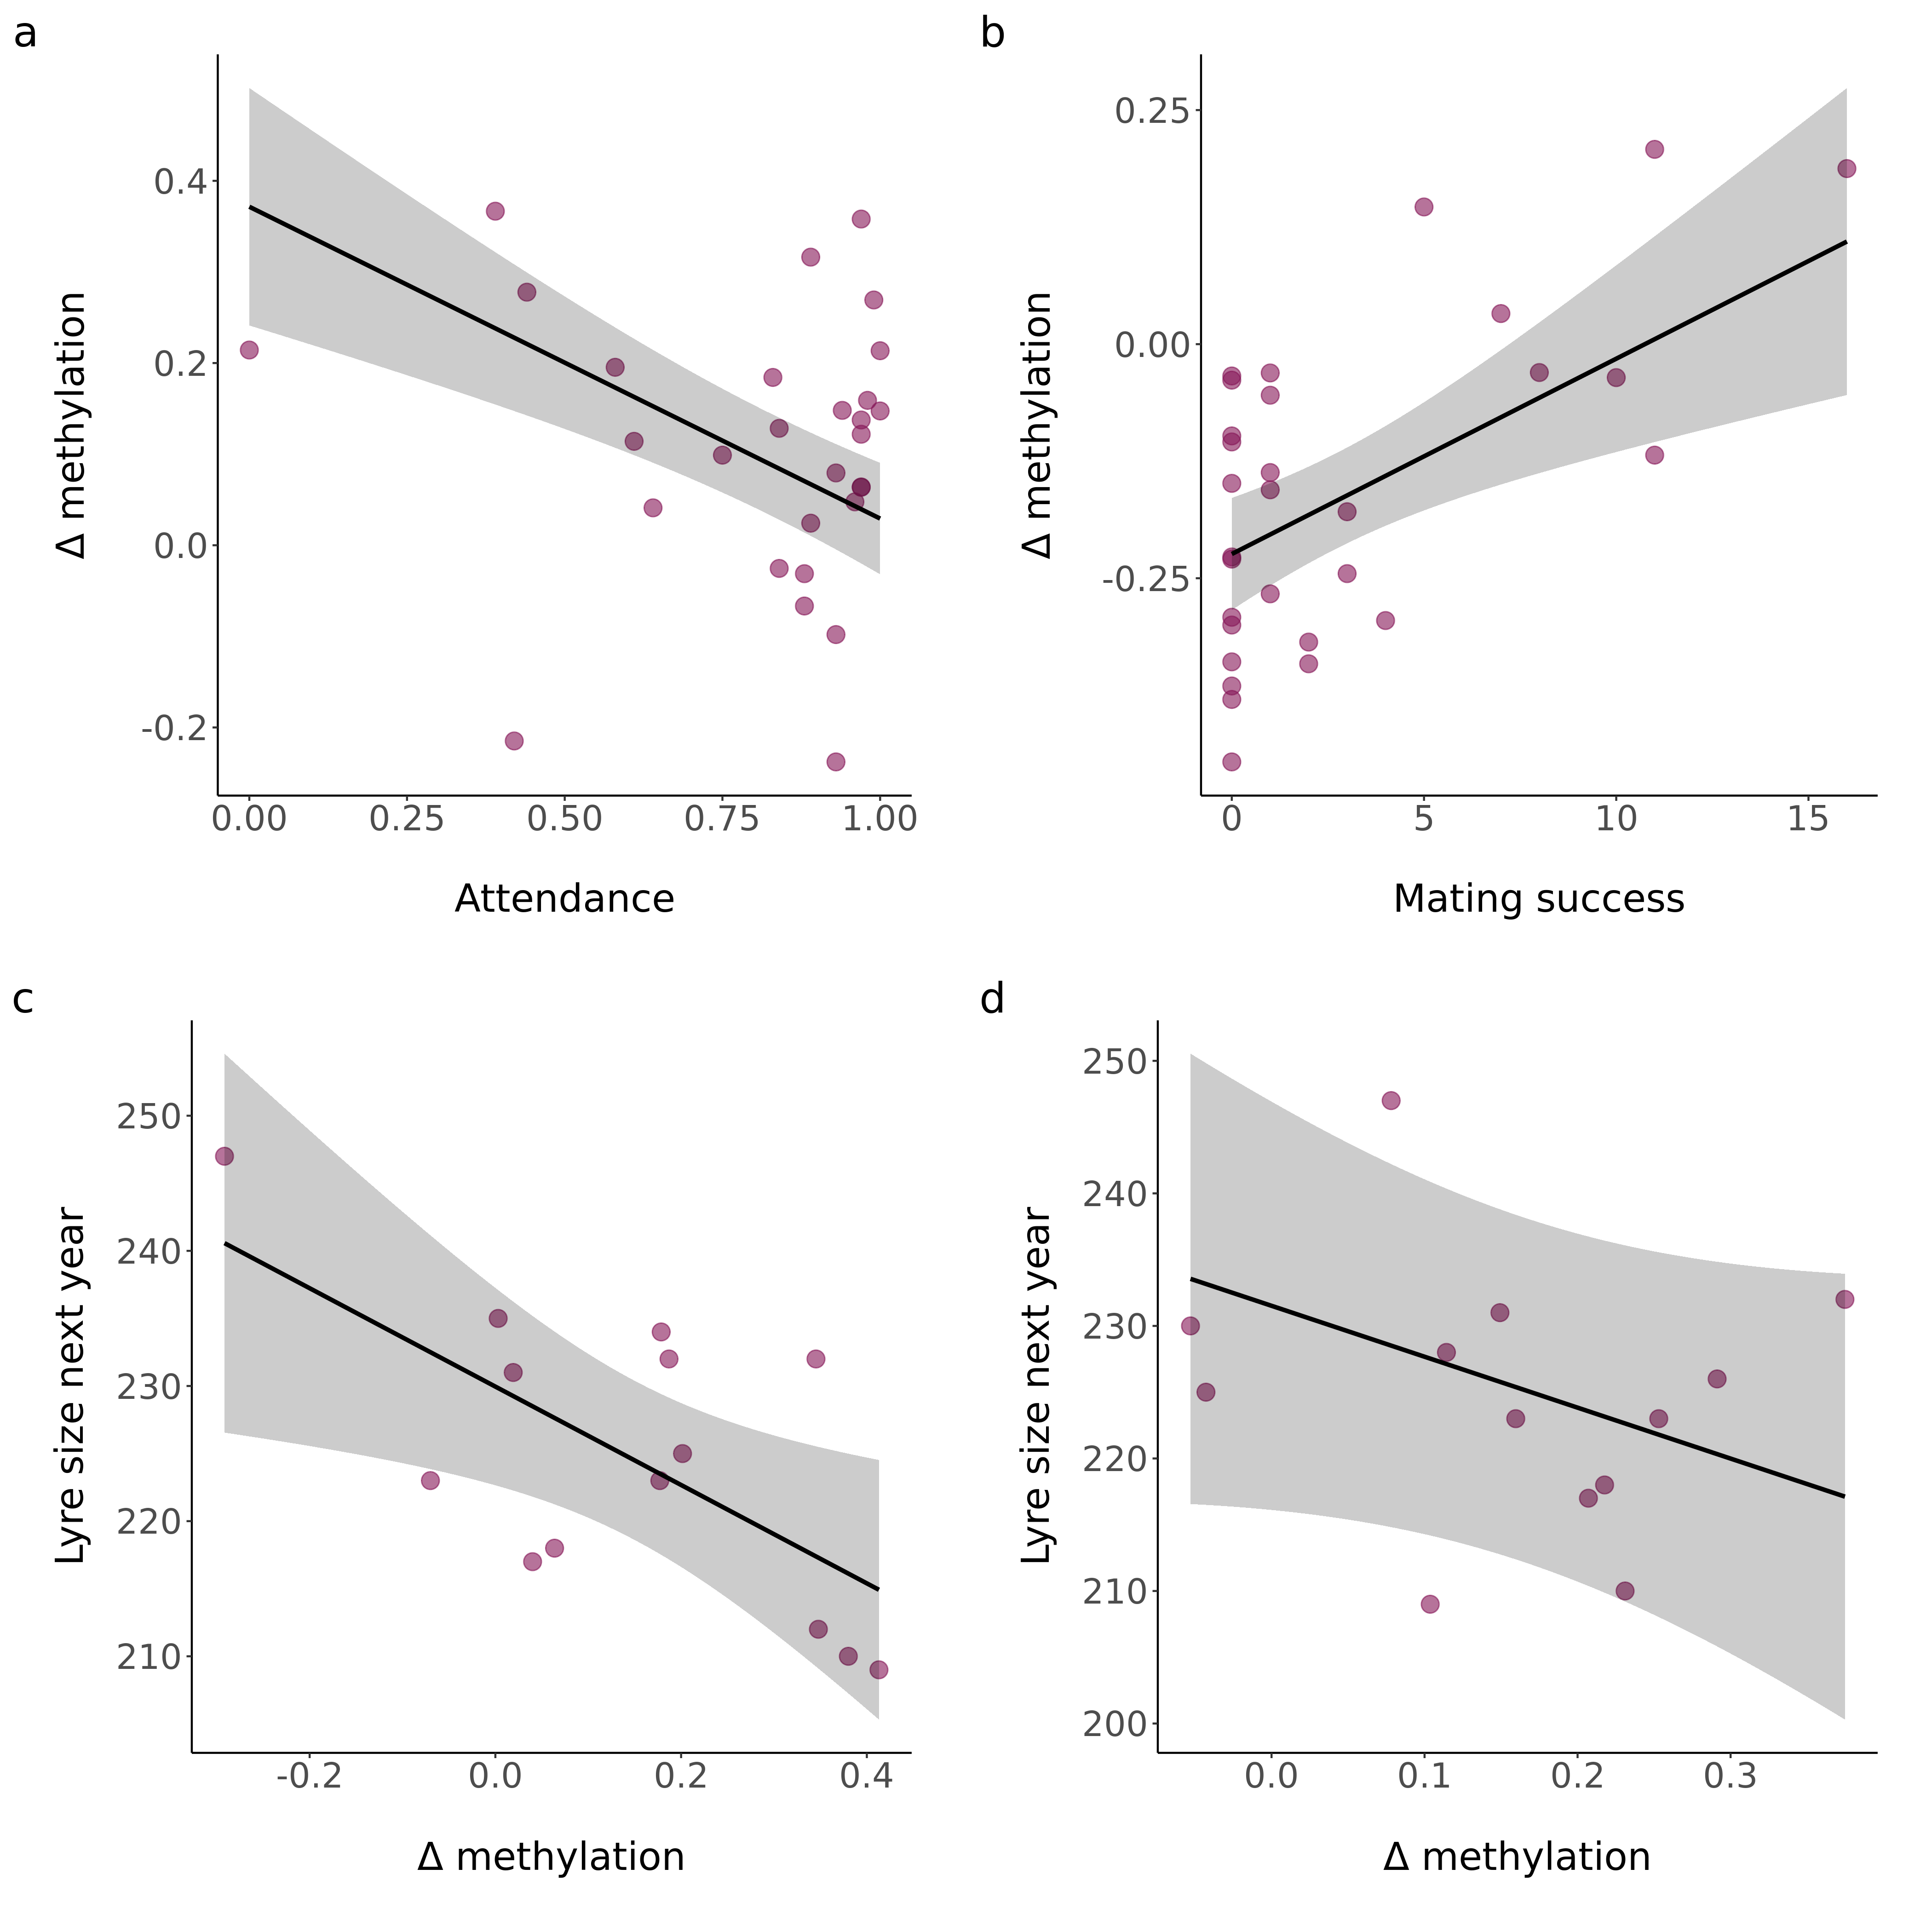 a
Δ methylation
0.4
0.2
0.0
-0.2
0.00 0.25 0.50 0.75 1.00
Attendance
b
Δ methylation
0.25
0.00
-0.25
0 5 10 15
Mating success
c
Lyre size next year
250
240
230
220
210
-0.2 0.0 0.2 0.4
Δ methylation
d
Lyre size next year
250
240
230
220
210
200
0.0 0.1 0.2 0.3
Δ methylation